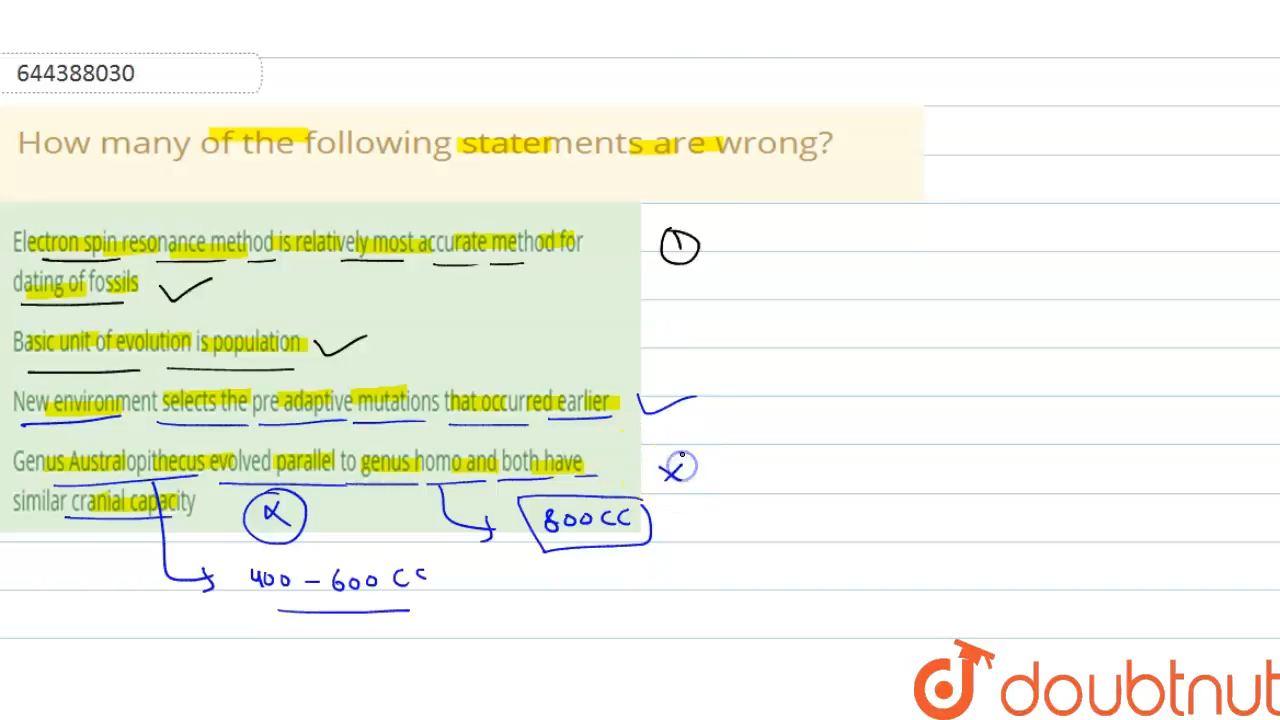 644388030
How many of the following statements are wrong?
Electron spin resonance method is relatively most accurate method for
dating of fossils
Basic unit of evolution is population
New environment selects the pre adaptive mutations that occurred earlier
Genus Australopithecus evolved parallel to genus homo and both have
similar cranial capacity
800 CC
400 - 600 CC
doubtnut